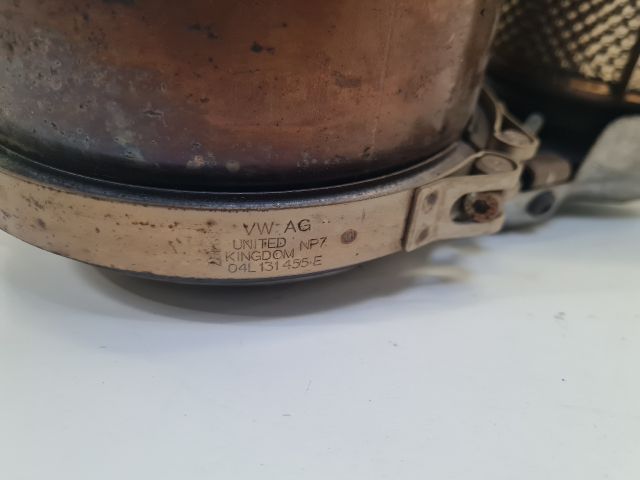 VW AG
UNITED NP7
KINGDOM
04L 131 455 E